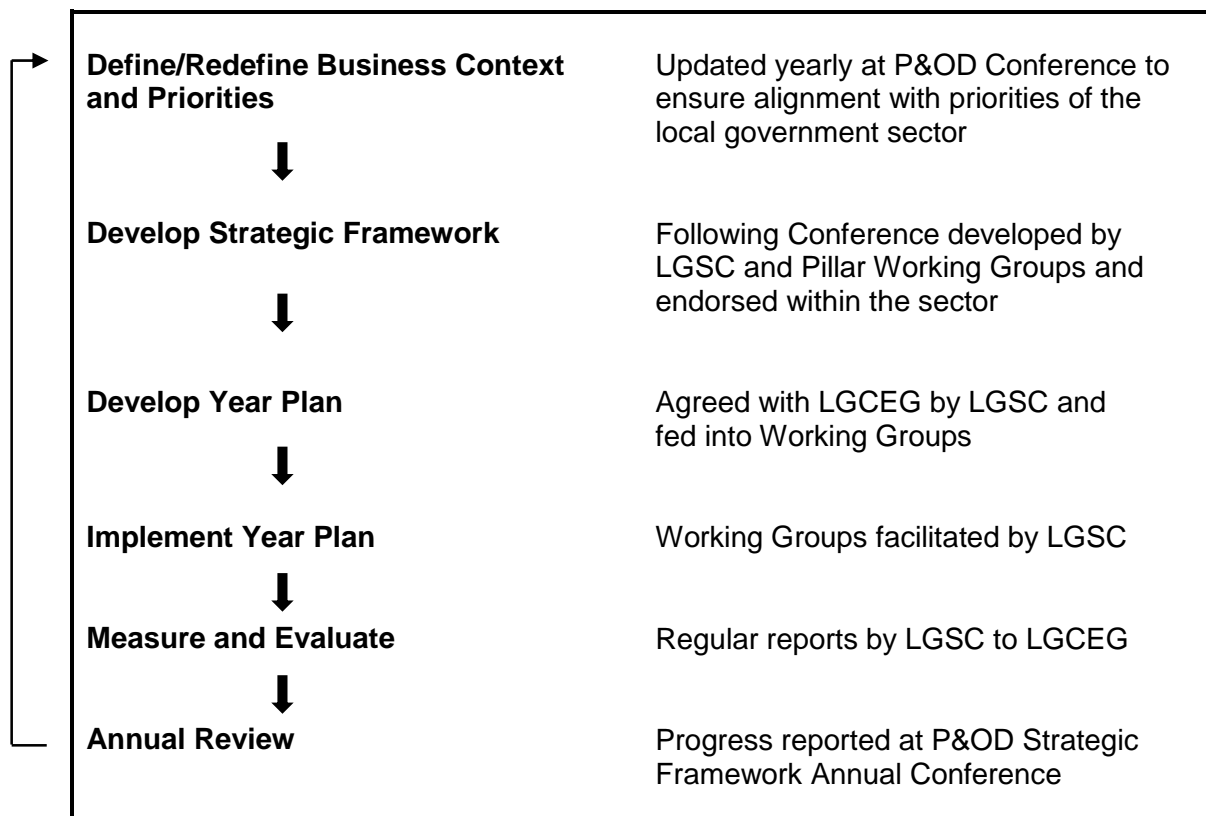 Define/Redefine Business Context
and Priorities
Updated yearly at P&OD Conference to
ensure alignment with priorities of the
local government sector
Develop Strategic Framework
Following Conference developed by
LGSC and Pillar Working Groups and
endorsed within the sector
Develop Year Plan
Agreed with LGCEG by LGSC and
fed into Working Groups
Implement Year Plan
Working Groups facilitated by LGSC
Measure and Evaluate
Regular reports by LGSC to LGCEG
Annual Review
Progress reported at P&OD Strategic
Framework Annual Conference